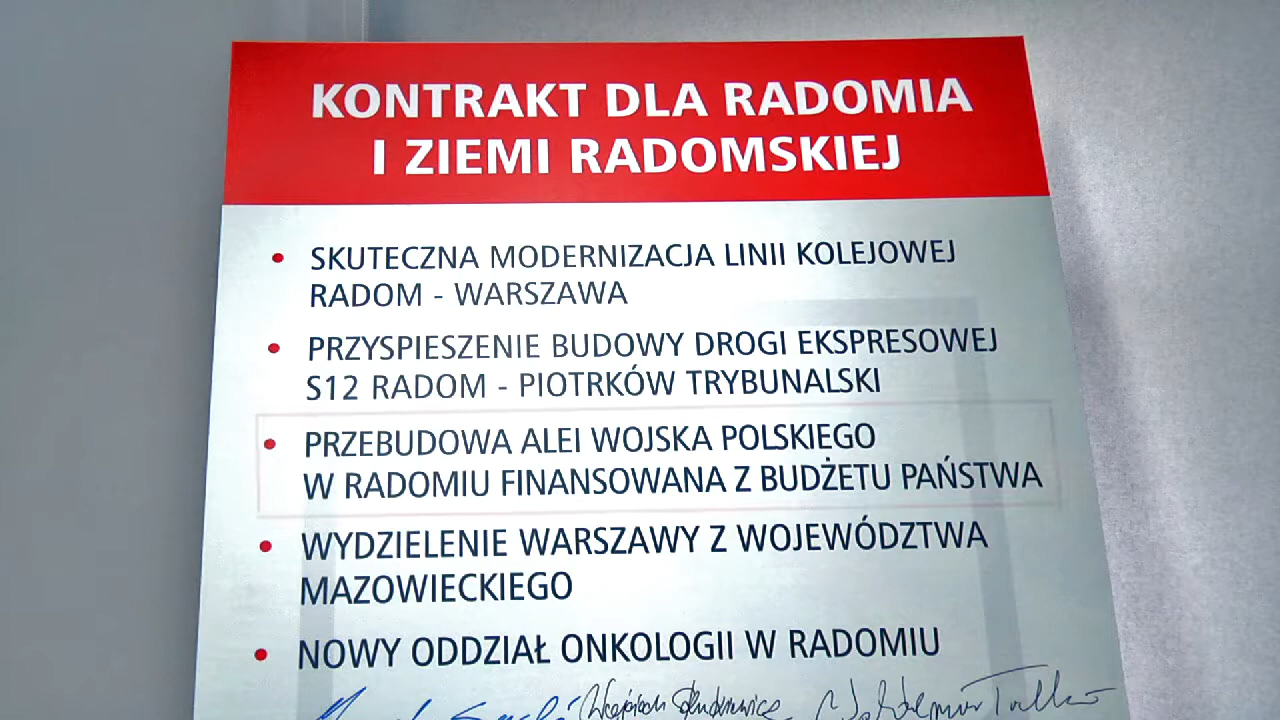 KONTRAKT DLA RADOMIA
I ZIEMI RADOMSKIEJ
• SKUTECZNA MODERNIZACJA LINII KOLEJOWEJ
RADOM - WARSZAWA
• PRZYSPIESZENIE BUDOWY DROGI EKSPRESOWEJ
S12 RADOM - PIOTRKÓW TRYBUNALSKI
• PRZEBUDOWA ALEI WOJSKA POLSKIEGO
W RADOMIU FINANSOWANA Z BUDŻETU PAŃSTWA
• WYDZIELENIE WARSZAWY Z WOJEWÓDZTWA
MAZOWIECKIEGO
• NOWY ODDZIAŁ ONKOLOGII W RADOMIU
Wojciech